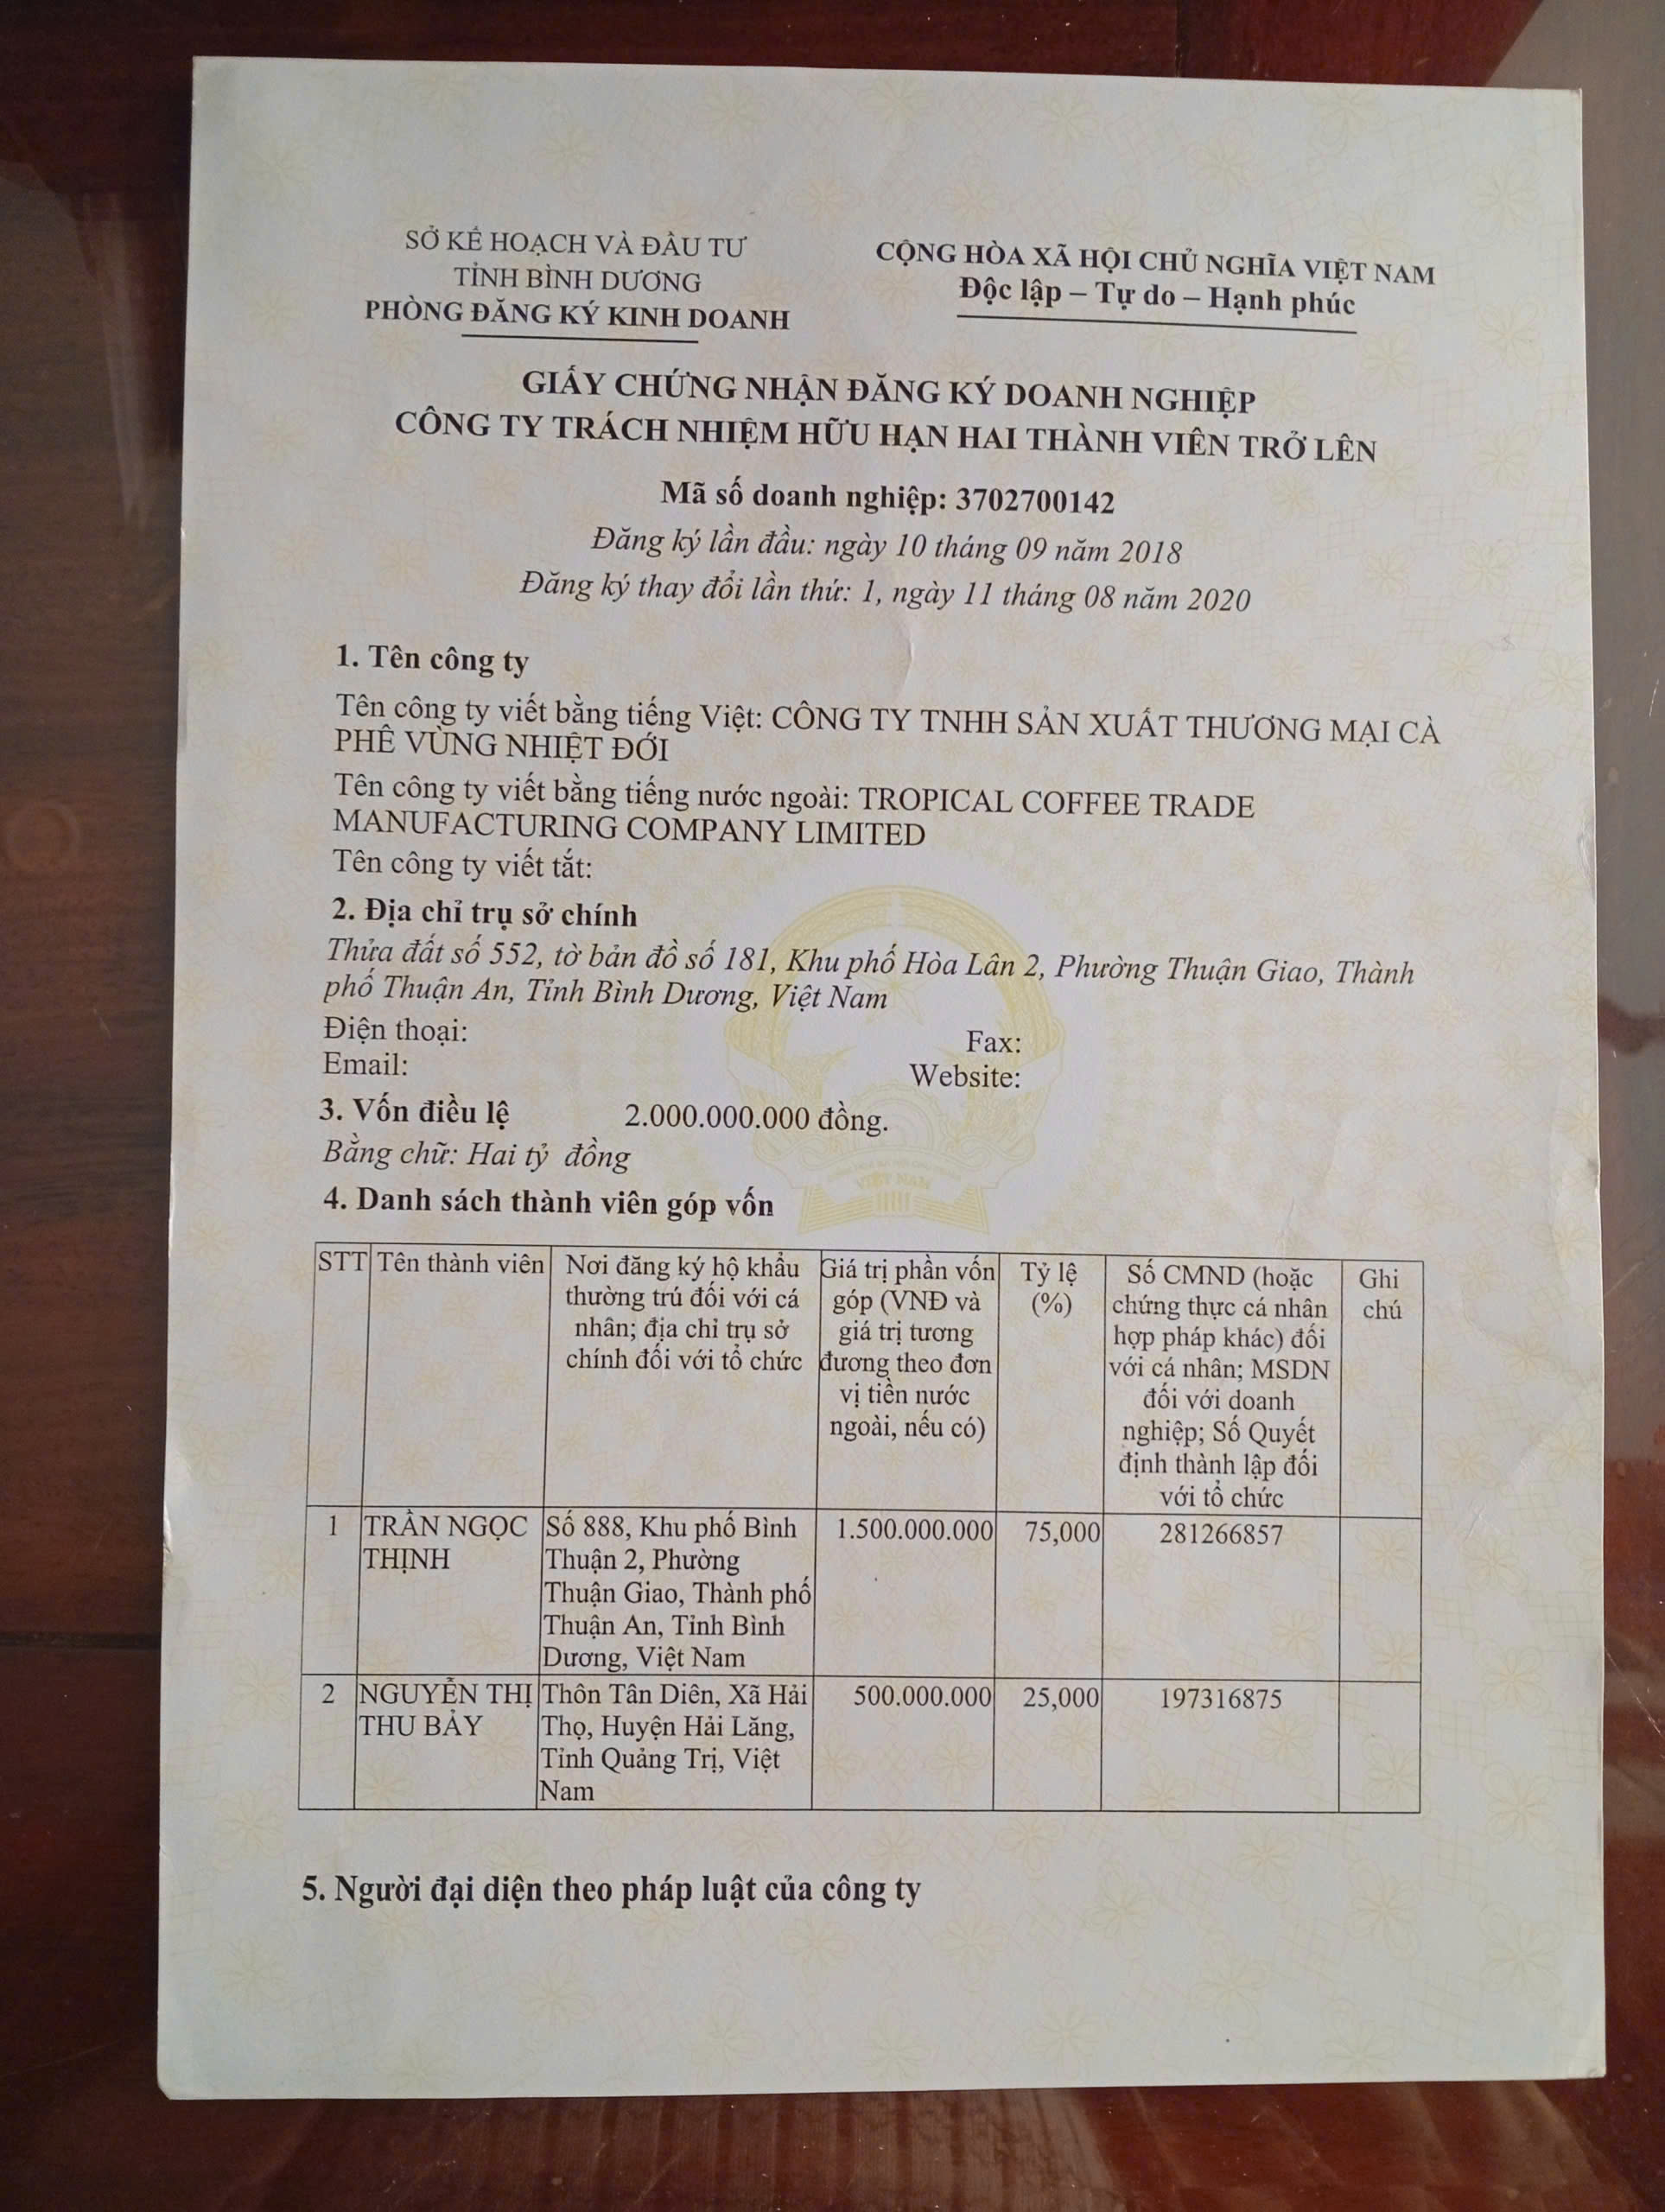 SỞ KẾ HOẠCH VÀ ĐẦU TƯ
TỈNH BÌNH DƯƠNG
PHÒNG ĐĂNG KÝ KINH DOANH
CỘNG HÒA XÃ HỘI CHỦ NGHĨA VIỆT NAM
Độc lập – Tự do – Hạnh phúc
GIẤY CHỨNG NHẬN ĐĂNG KÝ DOANH NGHIỆP
CÔNG TY TRÁCH NHIỆM HỮU HẠN HAI THÀNH VIÊN TRỞ LÊN
Mã số doanh nghiệp: 3702700142
Đăng ký lần đầu: ngày 10 tháng 09 năm 2018
Đăng ký thay đổi lần thứ: 1, ngày 11 tháng 08 năm 2020
1. Tên công ty
Tên công ty viết bằng tiếng Việt: CÔNG TY TNHH SẢN XUẤT THƯƠNG MẠI CÀ
PHÊ VÙNG NHIỆT ĐỚI
Tên công ty viết bằng tiếng nước ngoài: TROPICAL COFFEE TRADE
MANUFACTURING COMPANY LIMITED
Tên công ty viết tắt:
2. Địa chỉ trụ sở chính
Thửa đất số 552, tờ bản đồ số 181, Khu phố Hòa Lân 2, Phường Thuận Giao, Thành
phố Thuận An, Tỉnh Bình Dương, Việt Nam
Điện thoại:
Fax:
Email:
Website:
3. Vốn điều lệ 2.000.000.000 đồng.
Bằng chữ: Hai tỷ đồng
VIỆT NAM
4. Danh sách thành viên góp vốn
STT
Tên thành viên
Nơi đăng ký hộ khẩu
thường trú đối với cá
nhân; địa chỉ trụ sở
chính đối với tổ chức
Giá trị phần vốn
góp (VNĐ và
giá trị tương
đương theo đơn
vị tiền nước
ngoài, nếu có)
Tỷ lệ
(%)
Số CMND (hoặc
chứng thực cá nhân
hợp pháp khác) đối
với cá nhân; MSDN
đối với doanh
nghiệp; Số Quyết
định thành lập đối
với tổ chức
Ghi
chú
1
TRẦN NGỌC
THỊNH
Số 888, Khu phố Bình
Thuận 2, Phường
Thuận Giao, Thành phố
Thuận An, Tỉnh Bình
Dương, Việt Nam
1.500.000.000
75,000
281266857
2
NGUYỄN THỊ
THU BẢY
Thôn Tân Diên, Xã Hải
Thọ, Huyện Hải Lăng,
Tỉnh Quảng Trị, Việt
Nam
500.000.000
25,000
197316875
5. Người đại diện theo pháp luật của công ty